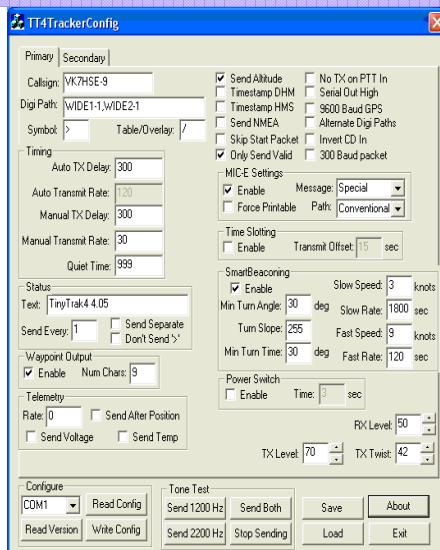 TT4TrackerConfig
Primary
Secondary
Callsign: VK7HSE-9
Digi Path: WIDE1-1,WIDE2-1
Symbol: > Table/Overlay: /
Timing
Auto TX Delay: 300
Auto Transmit Rate: 120
Manual TX Delay: 300
Manual Transmit Rate: 30
Quiet Time: 999
Status
Text: TinyTrak4 4.05
Send Every: 1
Send Separate
Don't Send '>'
Waypoint Output
Enable Num Chars: 9
Telemetry
Rate: 0 Send After Position
Send Voltage Send Temp
Send Altitude
Timestamp DHM
Timestamp HMS
Send NMEA
Skip Start Packet
Only Send Valid
No TX on PTT In
Serial Out High
9600 Baud GPS
Alternate Digi Paths
Invert CD In
300 Baud packet
MIC-E Settings
Enable Message: Special
Force Printable Path: Conventional
Time Slotting
Enable Transmit Offset: 15 sec
SmartBeaconing
Enable
Min Turn Angle: 30 deg
Turn Slope: 255
Min Turn Time: 30 deg
Slow Speed: 3 knots
Slow Rate: 1800 sec
Fast Speed: 9 knots
Fast Rate: 120 sec
Power Switch
Enable Time: 3 sec
RX Level: 50
TX Level: 70 TX Twist: 42
Configure
COM1 Read Config
Read Version Write Config
Tone Test
Send 1200 Hz Send Both
Send 2200 Hz Stop Sending
Save About
Load Exit